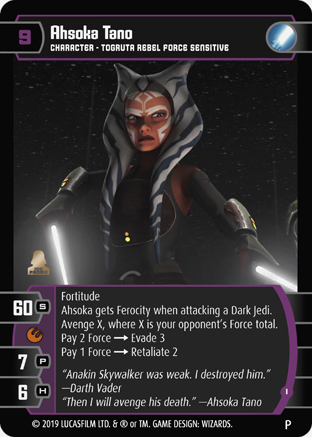 9
Ahsoka Tano
CHARACTER - TOGRUTA REBEL FORCE SENSITIVE
60 S
7 P
6 H
Fortitude
Ahsoka gets Ferocity when attacking a Dark Jedi.
Avenge X, where X is your opponent's Force total.
Pay 2 Force → Evade 3
Pay 1 Force → Retaliate 2
“Anakin Skywalker was weak. I destroyed him.”
—Darth Vader
“Then I will avenge his death.” —Ahsoka Tano
1
© 2019 LUCASFILM LTD. & ® or TM. GAME DESIGN: WIZARDS.
P